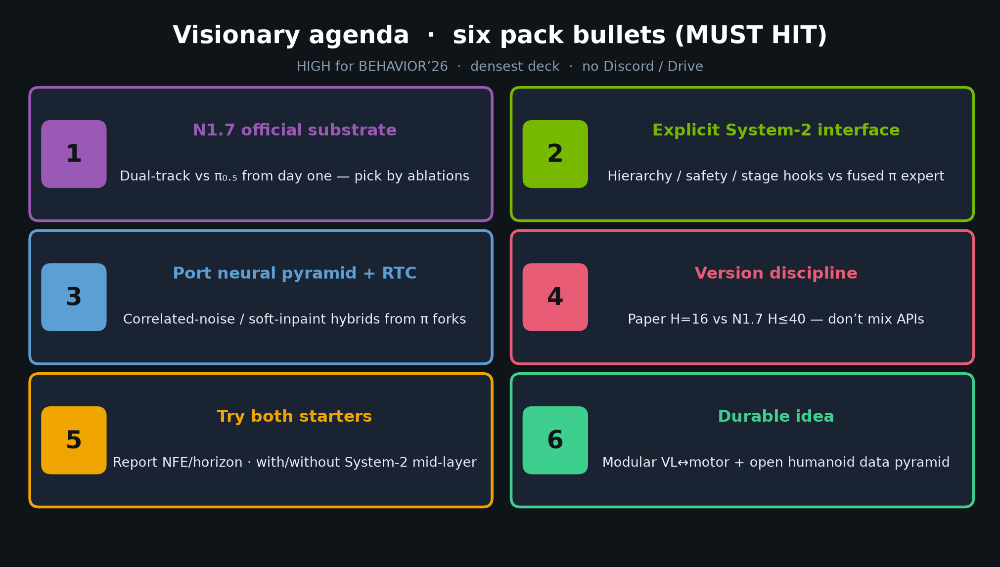 Visionary agenda · six pack bullets (MUST HIT)
HIGH for BEHAVIOR’26 · densest deck · no Discord / Drive
1
N1.7 official substrate
Dual-track vs π₀.₅ from day one — pick by ablations
2
Explicit System-2 interface
Hierarchy / safety / stage hooks vs fused π expert
3
Port neural pyramid + RTC
Correlated-noise / soft-inpaint hybrids from π forks
4
Version discipline
Paper H=16 vs N1.7 H≤40 — don’t mix APIs
5
Try both starters
Report NFE/horizon · with/without System-2 mid-layer
6
Durable idea
Modular VL↔motor + open humanoid data pyramid